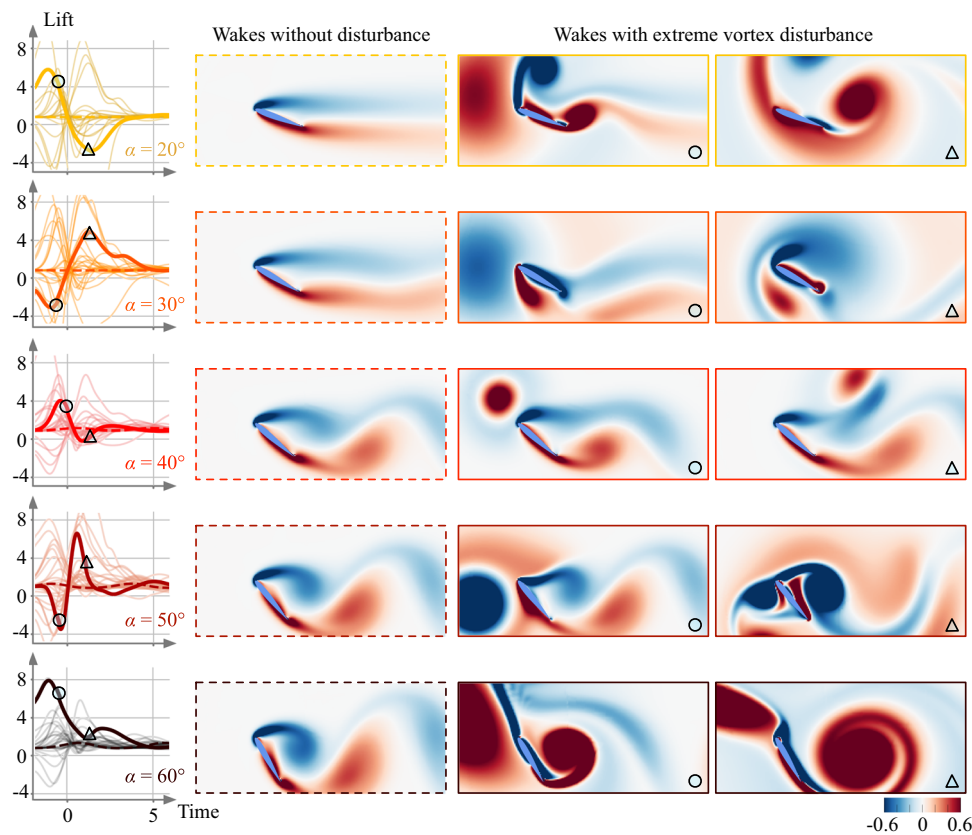 Lift
Wakes without disturbance
Wakes with extreme vortex disturbance
8
4
0
-4
α = 20°
8
4
0
-4
α = 30°
8
4
0
-4
α = 40°
8
4
0
-4
α = 50°
8
4
0
-4
α = 60°
0 5
Time
-0.6 0 0.6